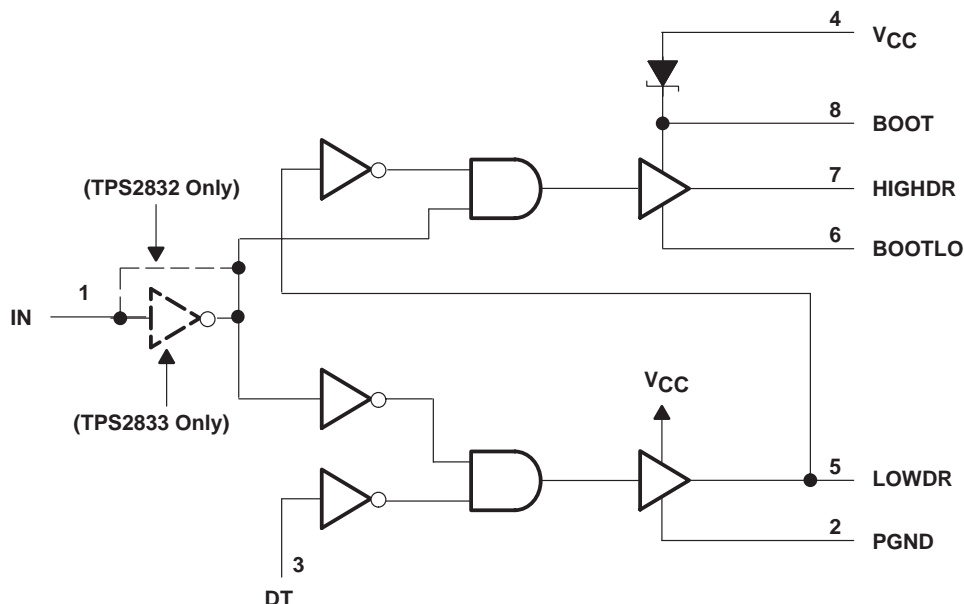 4
VCC
8
BOOT
7
HIGHDR
(TPS2832 Only)
6
BOOTLO
1
IN
(TPS2833 Only)
VCC
5
LOWDR
2
PGND
3
DT